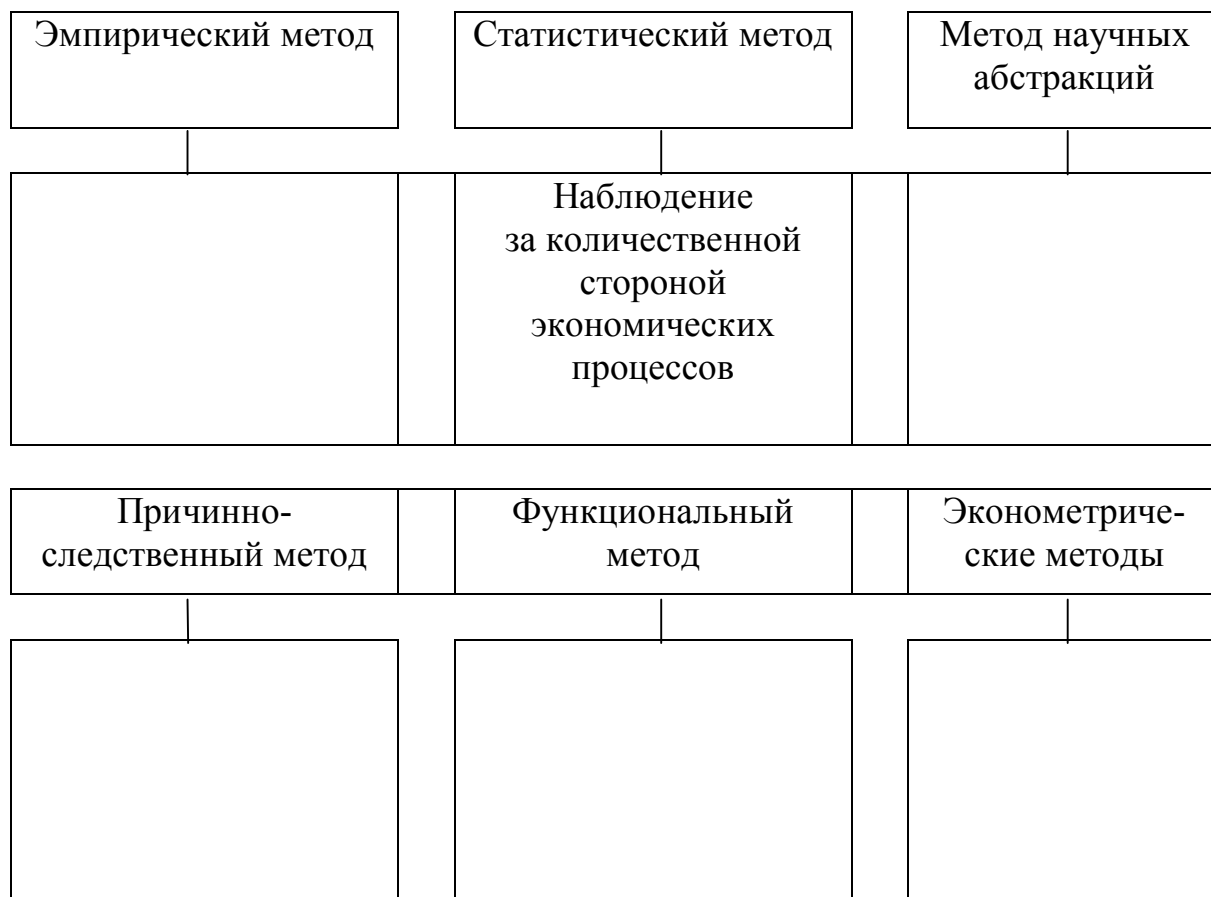 Эмпирический метод
Статистический метод
Метод научных
абстракций
Наблюдение
за количественной
стороной
экономических
процессов
Причинно-
следственный метод
Функциональный
метод
Эконометриче-
ские методы